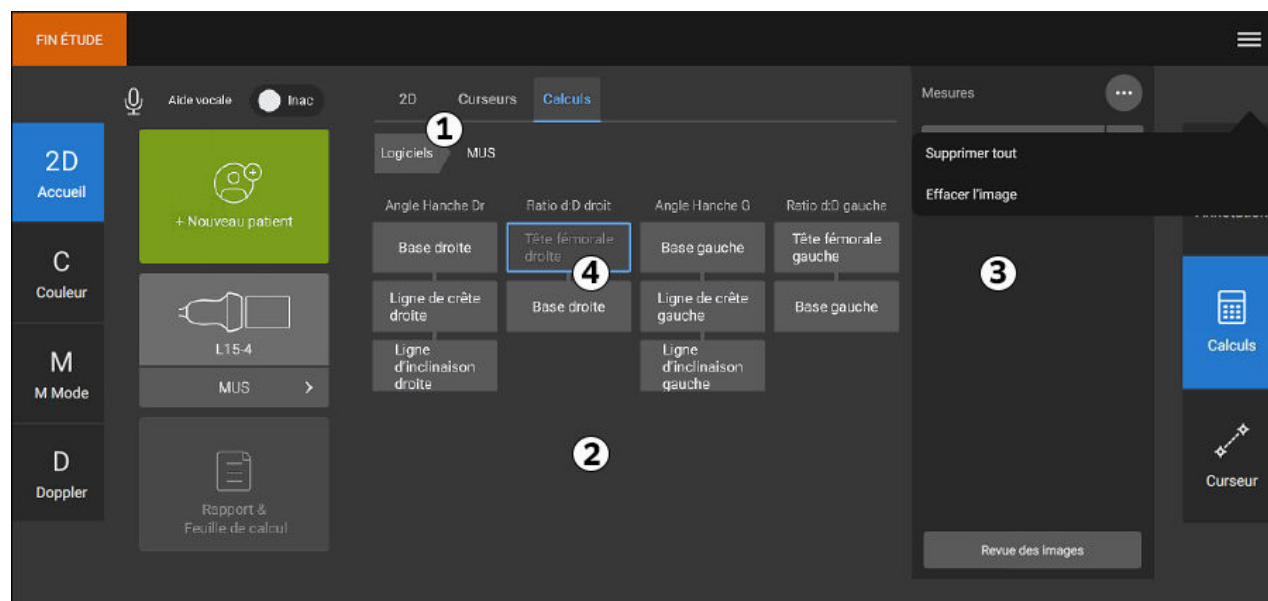 FIN ÉTUDE
Aide vocale
Inac
2D
Curseurs
Calculs
Mesures
...
1
Logiciels
MUS
Supprimer tout
Effacer l'image
2D
Accueil
+ Nouveau patient
Angle Hanche Dr
Ratio d:D droit
Angle Hanche G
Ratio d:D gauche
Base droite
Tête fémorale
droite
Base gauche
Tête fémorale
gauche
4
3
C
Couleur
Ligne de crête
droite
Base droite
Ligne de crête
gauche
Base gauche
L15-4
Calculs
M
M Mode
MUS
Ligne
d'inclinaison
droite
Ligne
d'inclinaison
gauche
2
D
Doppler
Rapport &
Feuille de calcul
Curseur
Revue des images